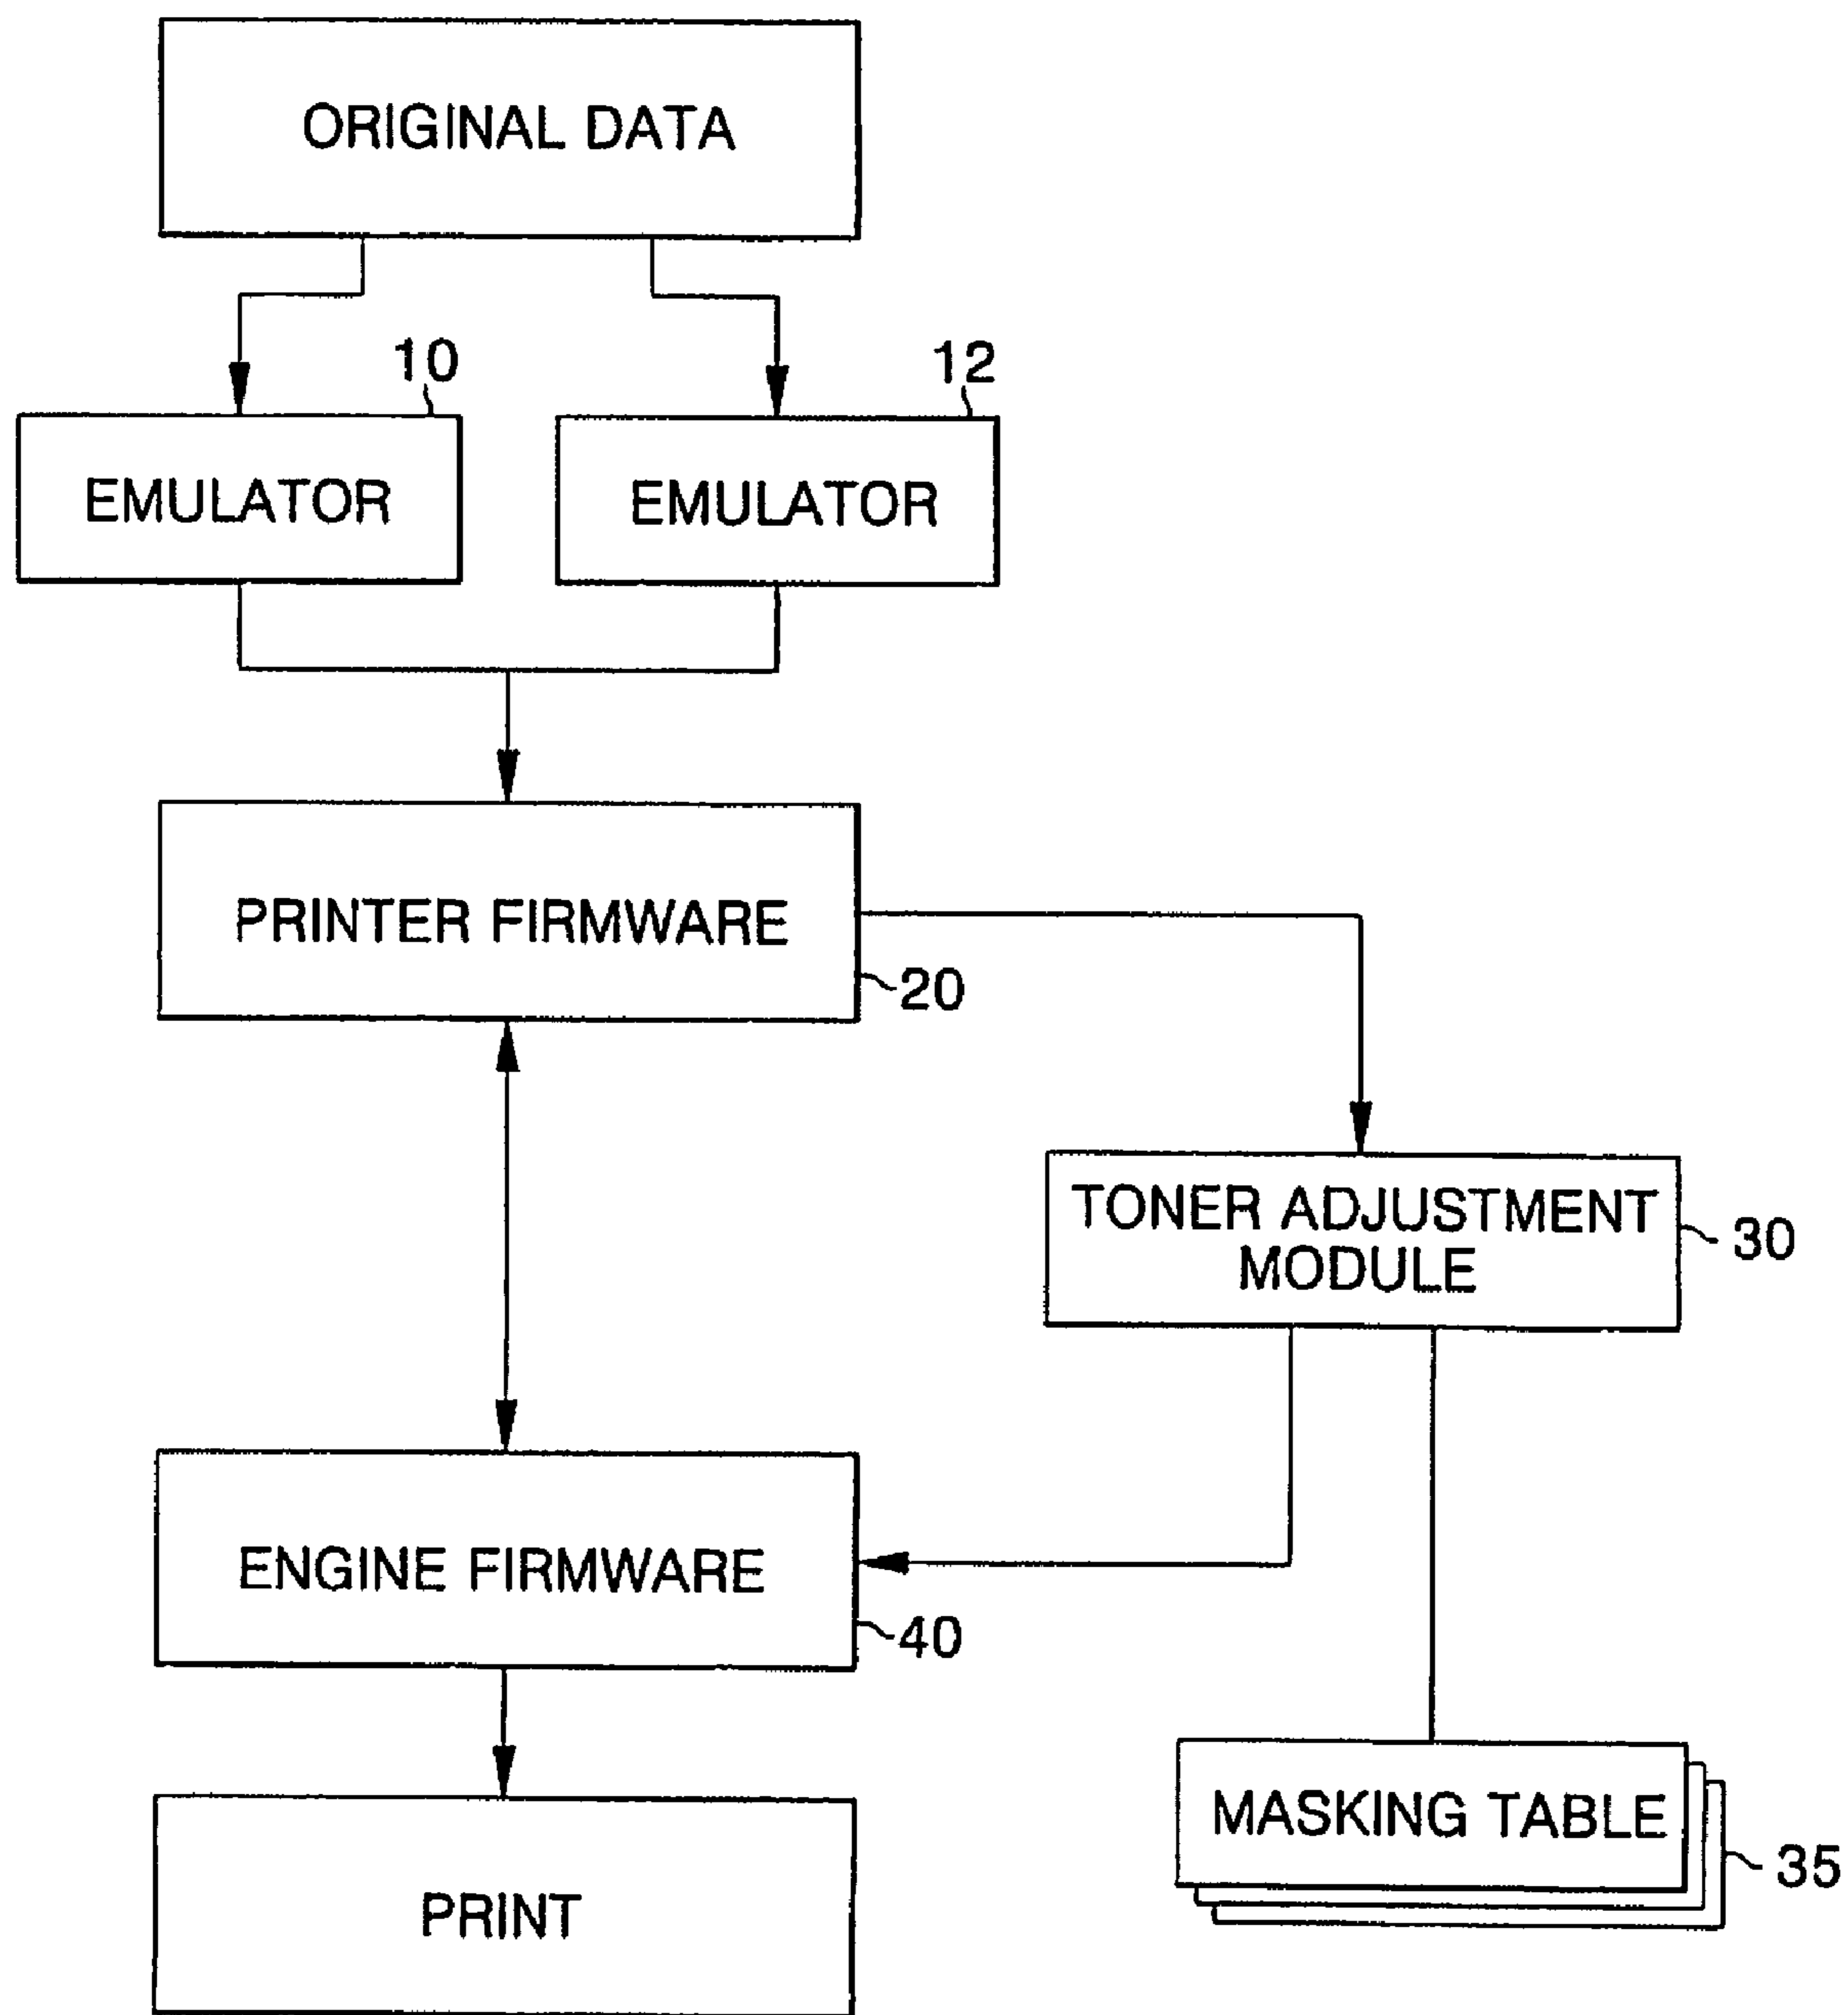 ORIGINAL DATA
10
12
EMULATOR
EMULATOR
PRINTER FIRMWARE
20
TONER ADJUSTMENT
MODULE
30
ENGINE FIRMWARE
40
MASKING TABLE
35
PRINT